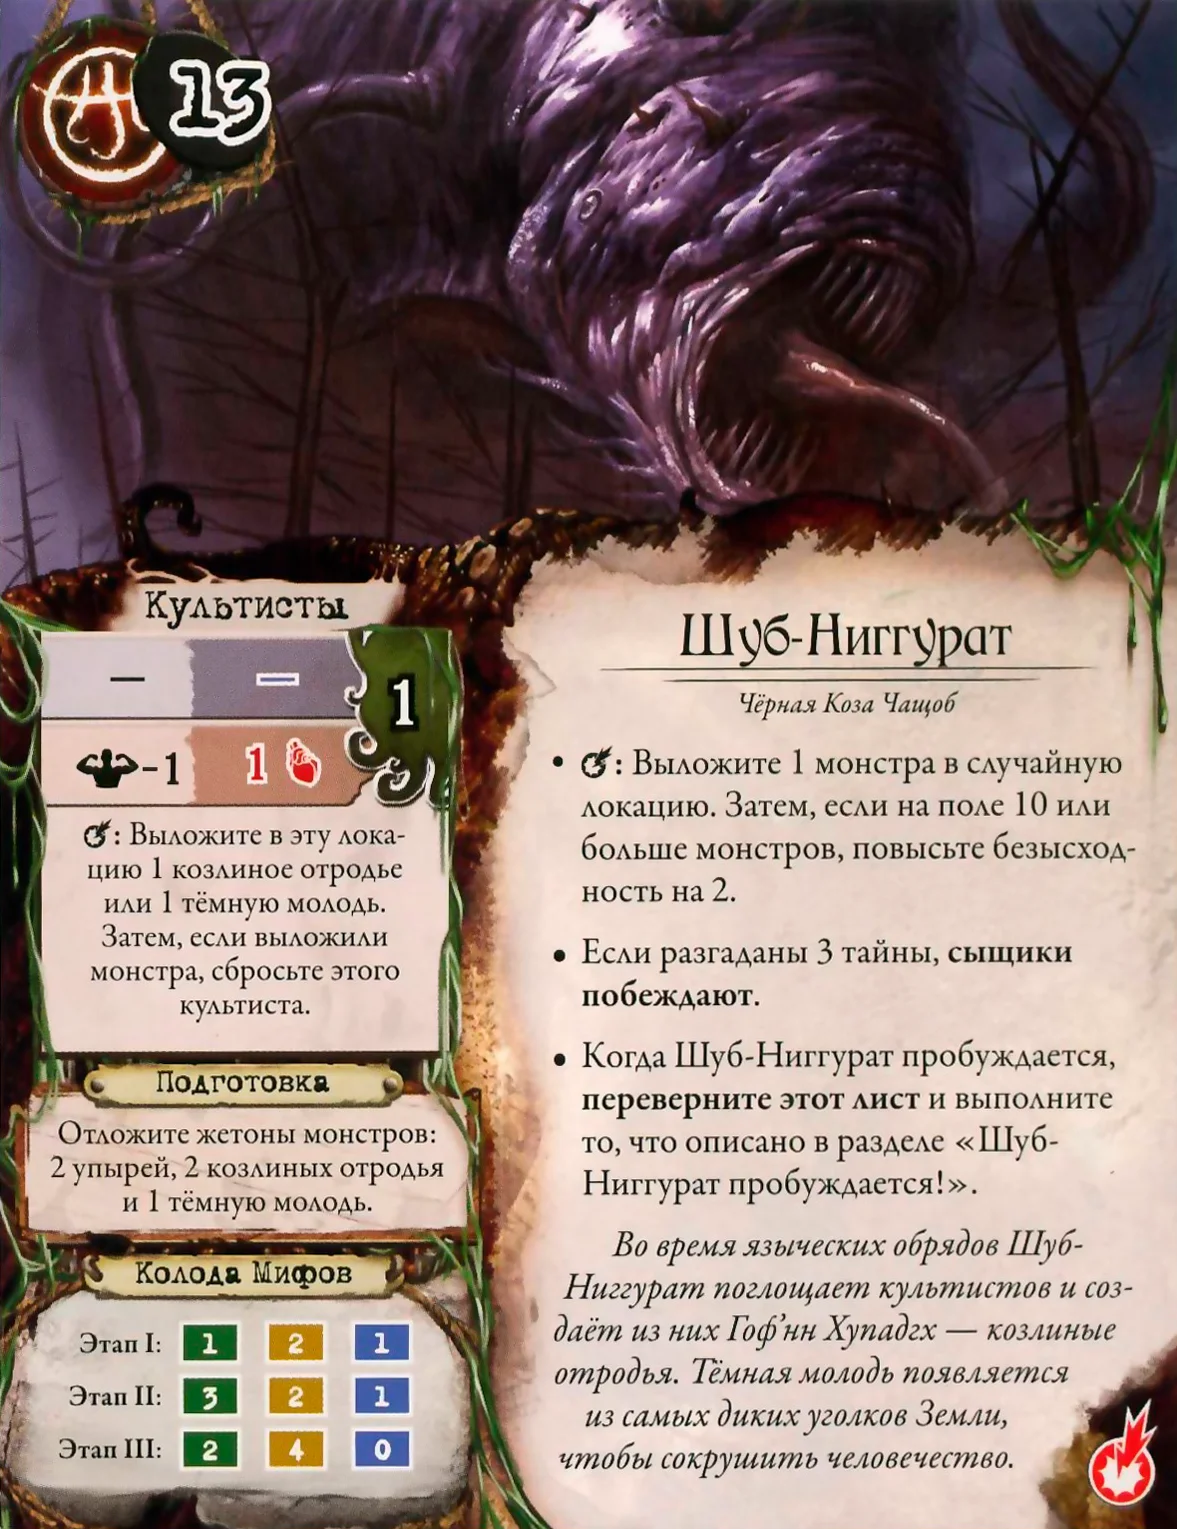 13
Культисты
— — 1
-1 1
: Выложите в эту лока-
цию 1 козлиное отродье
или 1 тёмную молодь.
Затем, если выложили
монстра, сбросьте этого
культиста.
Подготовка
Отложите жетоны монстров:
2 упырей, 2 козлиных отродья
и 1 тёмную молодь.
Колода Мифов
Этап I: 1 2 1
Этап II: 3 2 1
Этап III: 2 4 0
Шуб-Ниггурат
Чёрная Коза Чащоб
• : Выложите 1 монстра в случайную
локацию. Затем, если на поле 10 или
больше монстров, повысьте безысход-
ность на 2.
• Если разгаданы 3 тайны, сыщики
побеждают.
• Когда Шуб-Ниггурат пробуждается,
переверните этот лист и выполните
то, что описано в разделе «Шуб-
Ниггурат пробуждается!».
Во время языческих обрядов Шуб-
Ниггурат поглощает культистов и соз-
даёт из них Гоф'нн Хупадгх — козлиные
отродья. Тёмная молодь появляется
из самых диких уголков Земли,
чтобы сокрушить человечество.